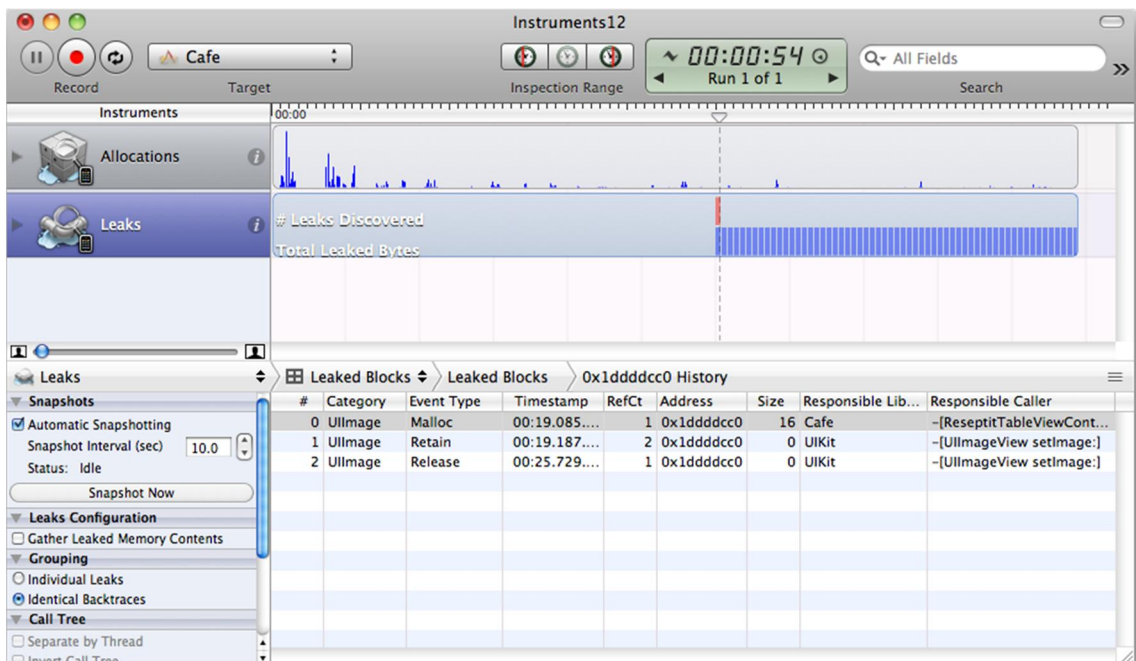 Instruments12
Cafe
00:00:54
Run 1 of 1
All Fields
Record
Target
Inspection Range
Search
Instruments
00:00
Allocations
Leaks
# Leaks Discovered
Total Leaked Bytes
Leaks
Leaked Blocks
Leaked Blocks
0x1ddddcc0 History
Snapshots
Automatic Snapshotting
Snapshot Interval (sec) 10.0
Status: Idle
Snapshot Now
Leaks Configuration
Gather Leaked Memory Contents
Grouping
Individual Leaks
Identical Backtraces
Call Tree
Separate by Thread
Invert Call Tree
# Category Event Type Timestamp RefCt Address Size Responsible Lib... Responsible Caller
0 UIImage Malloc 00:19.085.... 1 0x1ddddcc0 16 Cafe -[ReseptitTableViewCont...
1 UIImage Retain 00:19.187.... 2 0x1ddddcc0 0 UIKit -[UIImageView setImage:]
2 UIImage Release 00:25.729.... 1 0x1ddddcc0 0 UIKit -[UIImageView setImage:]